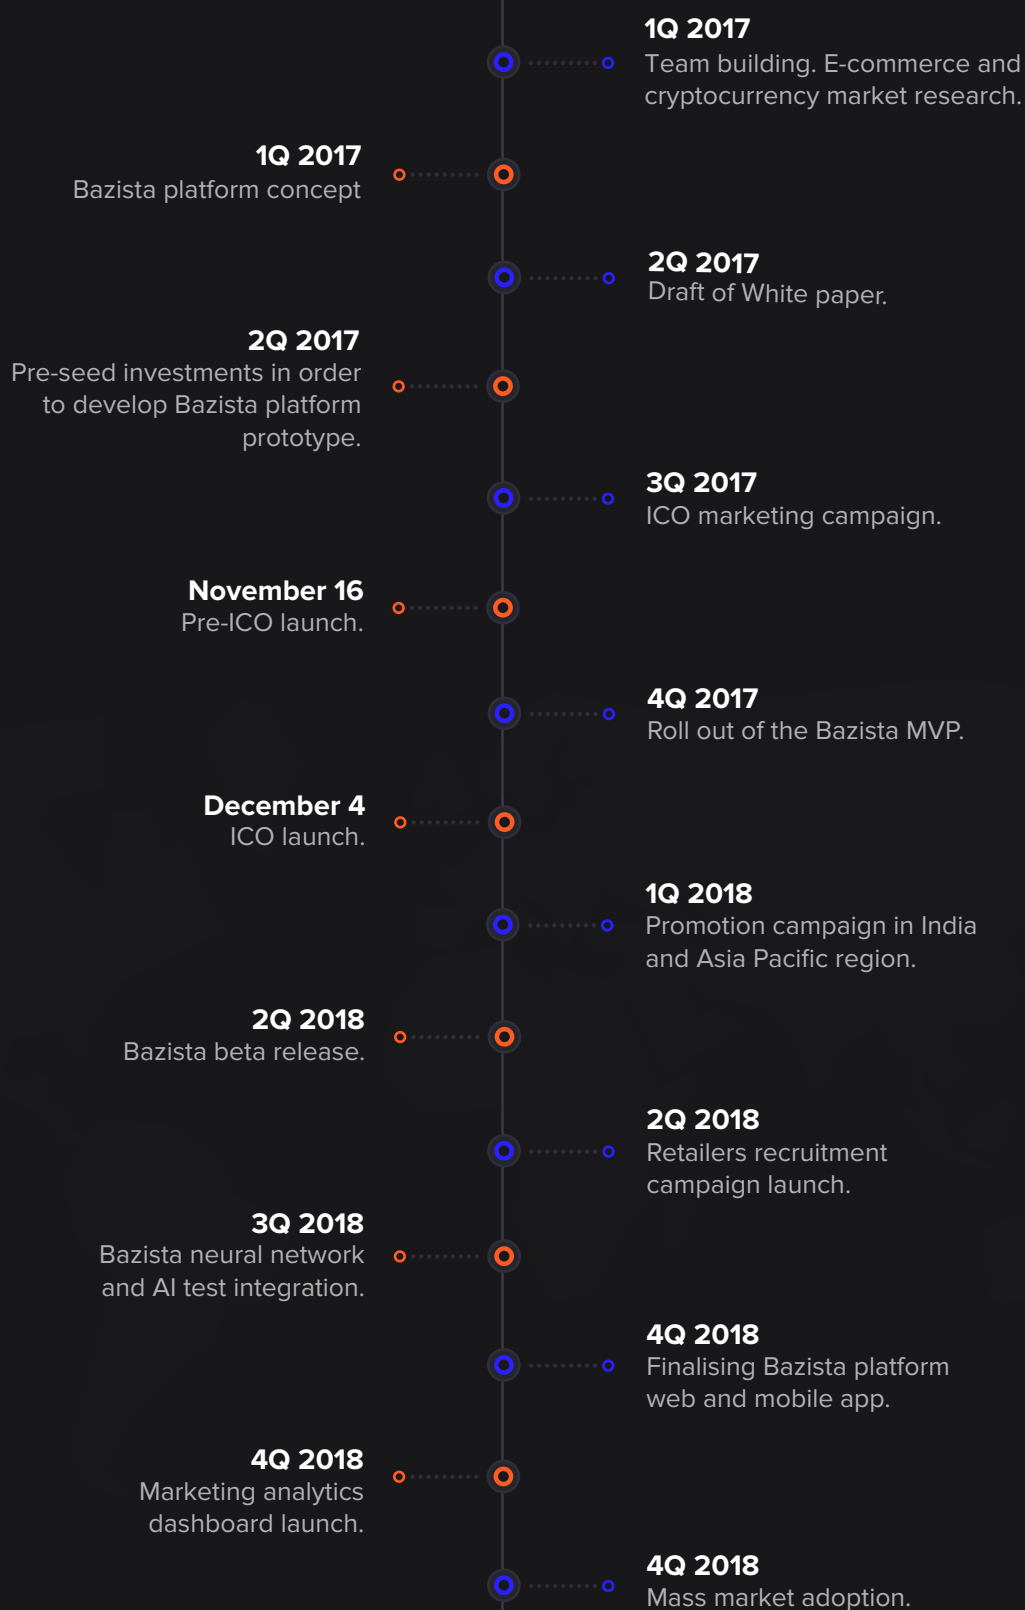 1Q 2017
Team building. E-commerce and
cryptocurrency market research.
1Q 2017
Bazista platform concept
2Q 2017
Draft of White paper.
2Q 2017
Pre-seed investments in order
to develop Bazista platform
prototype.
3Q 2017
ICO marketing campaign.
November 16
Pre-ICO launch.
4Q 2017
Roll out of the Bazista MVP.
December 4
ICO launch.
1Q 2018
Promotion campaign in India
and Asia Pacific region.
2Q 2018
Bazista beta release.
2Q 2018
Retailers recruitment
campaign launch.
3Q 2018
Bazista neural network
and AI test integration.
4Q 2018
Finalising Bazista platform
web and mobile app.
4Q 2018
Marketing analytics
dashboard launch.
4Q 2018
Mass market adoption.